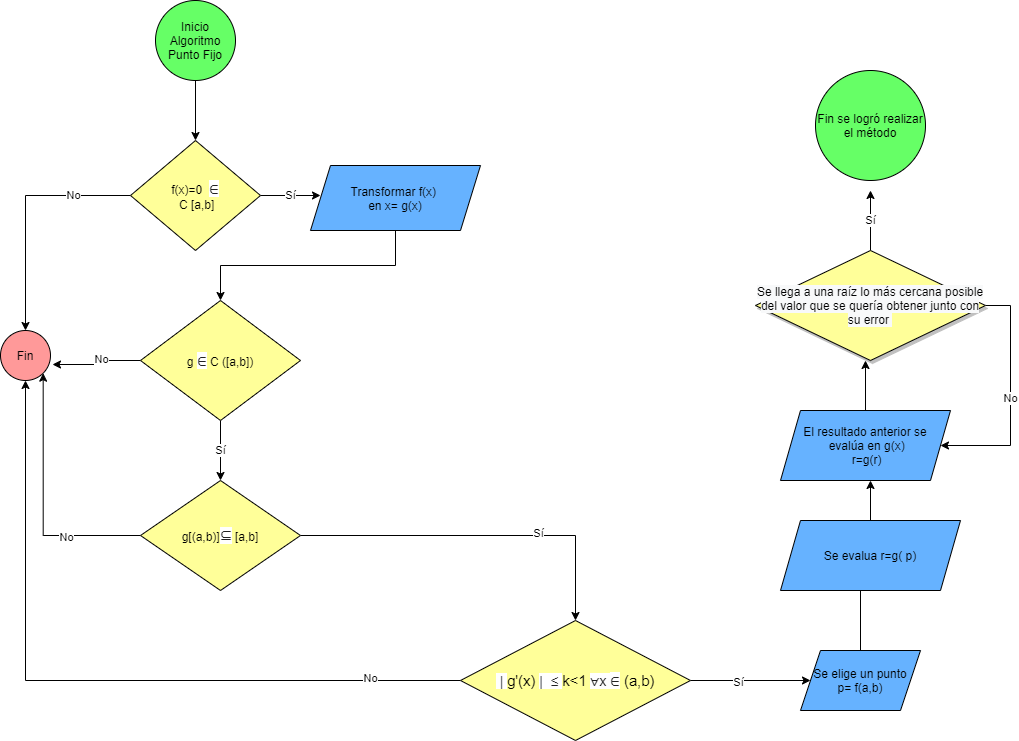 Inicio
Algoritmo
Punto Fijo
f(x)=0 ∈
C [a,b]
No
Sí
Transformar f(x)
en x= g(x)
Fin
g ∈ C ([a,b])
No
Sí
g[(a,b)]⊆ [a,b]
No
Sí
| g'(x) | ≤ k<1 ∀x ∈ (a,b)
No
Sí
Se elige un punto
p= f(a,b)
Se evalua r=g( p)
El resultado anterior se
evalúa en g(x)
r=g(r)
Se llega a una raíz lo más cercana posible
del valor que se quería obtener junto con
su error
No
Sí
Fin se logró realizar
el método